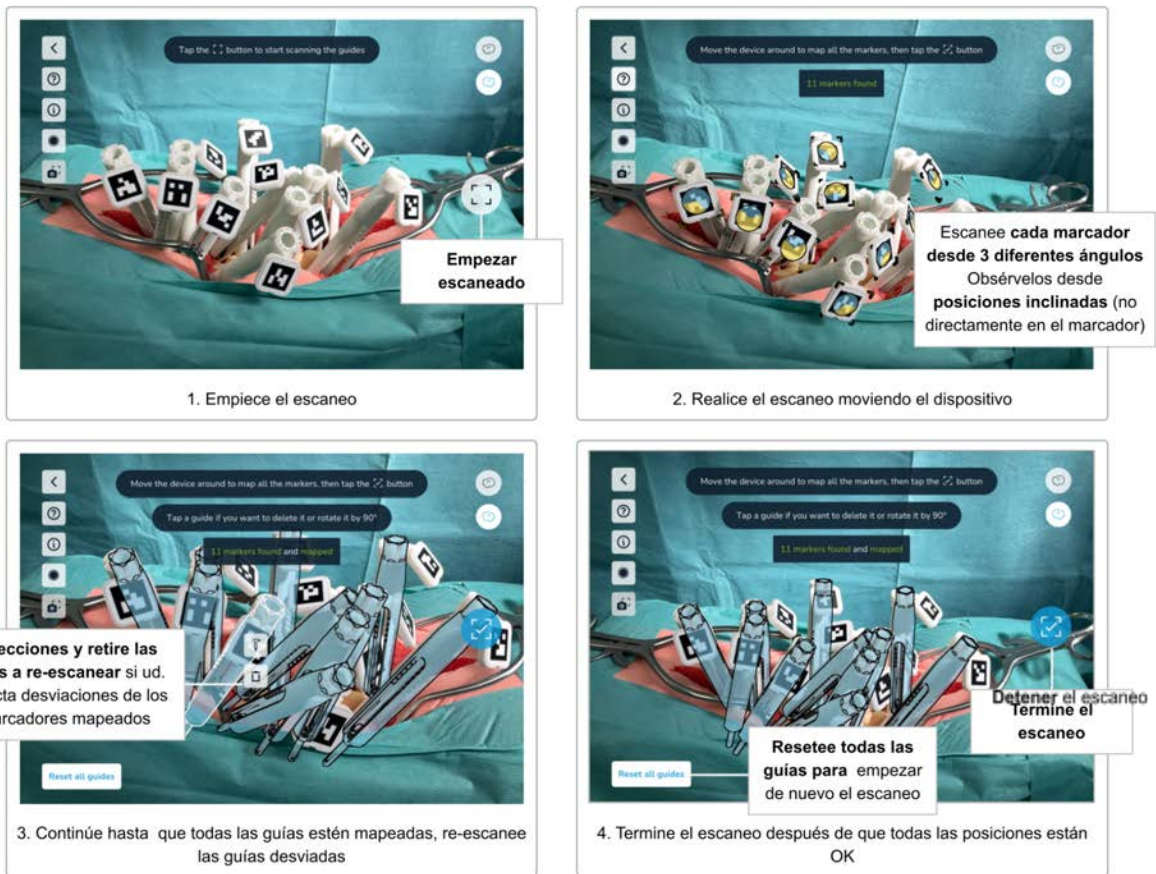 Tap the button to start scanning the guides
Empezar
escaneado
1. Empiece el escaneo
Move the device around to map all the markers, then tap the button
11 markers found
Escanee cada marcador
desde 3 diferentes ángulos
Obsérvelos desde
posiciones inclinadas (no
directamente en el marcador)
2. Realice el escaneo moviendo el dispositivo
Move the device around to map all the markers, then tap the button
Tap a guide if you want to delete it or rotate it by 90°
11 markers found and mapped
ecciones y retire las
s a re-escanear si ud.
cta desviaciones de los
arcadores mapeados
Reset all guides
3. Continúe hasta que todas las guías estén mapeadas, re-escanee
las guías desviadas
Move the device around to map all the markers, then tap the button
Tap a guide if you want to delete it or rotate it by 90°
11 markers found and mapped
Detener el escaneo
Termine el
escaneo
Resetee todas las
guías para empezar
de nuevo el escaneo
Reset all guides
4. Termine el escaneo después de que todas las posiciones están
OK